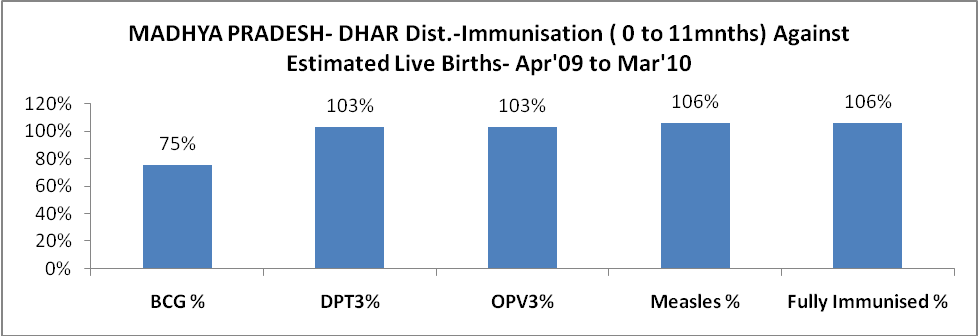 MADHYA PRADESH- DHAR Dist.-Immunisation ( 0 to 11mnths) Against
Estimated Live Births- Apr'09 to Mar'10
120%
100%
80%
60%
40%
20%
0%
75%
103%
103%
106%
106%
BCG %
DPT3%
OPV3%
Measles %
Fully Immunised %